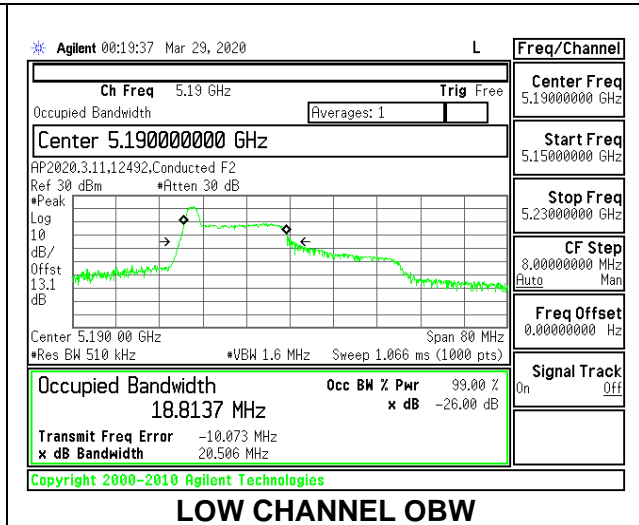 Agilent 00:19:37 Mar 29, 2020 L
Freq/Channel
Ch Freq 5.19 GHz Trig Free
Occupied Bandwidth Averages: 1
Center 5.190000000 GHz
AP2020.3.11,12492,Conducted F2
Ref 30 dBm #Atten 30 dB
#Peak
Log
10
dB/
Offst
13.1
dB
Center 5.190 00 GHz Span 80 MHz
#Res BW 510 kHz #VBW 1.6 MHz Sweep 1.066 ms (1000 pts)
Occupied Bandwidth Occ BW % Pwr 99.00 %
18.8137 MHz x dB -26.00 dB
Transmit Freq Error -10.073 MHz
x dB Bandwidth 20.506 MHz
Copyright 2000-2010 Agilent Technologies
Center Freq
5.19000000 GHz
Start Freq
5.15000000 GHz
Stop Freq
5.23000000 GHz
CF Step
8.00000000 MHz
Auto Man
Freq Offset
0.00000000 Hz
Signal Track
On Off
LOW CHANNEL OBW